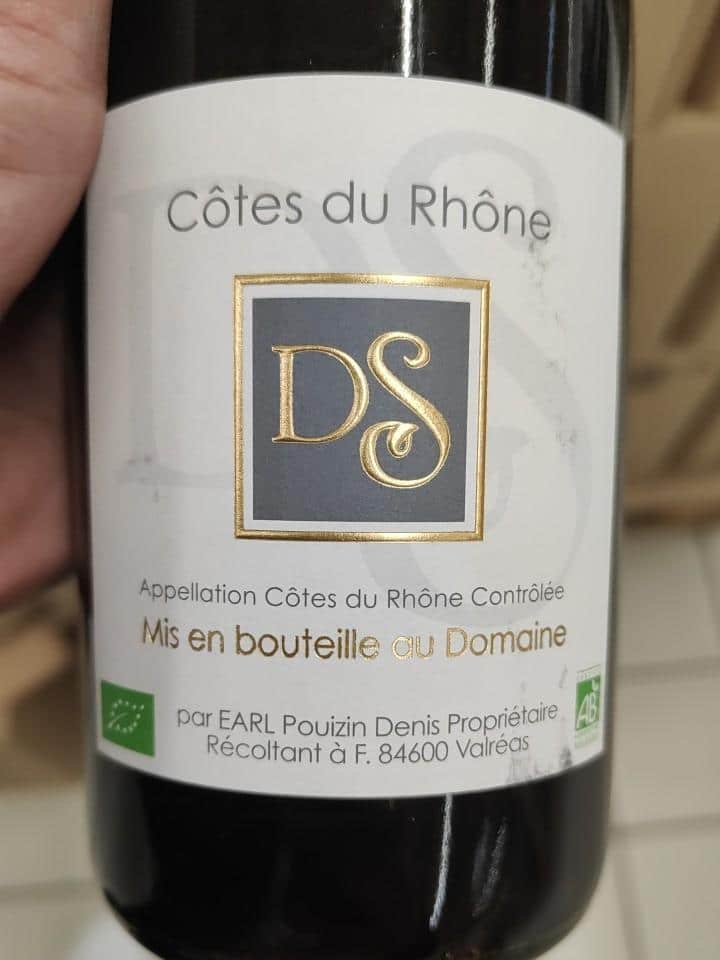 Côtes du Rhône
DS
Appellation Côtes du Rhône Contrôlée
Mis en bouteille au Domaine
par EARL Pouizin Denis Propriétaire
Récoltant à F. 84600 Valréas
AB